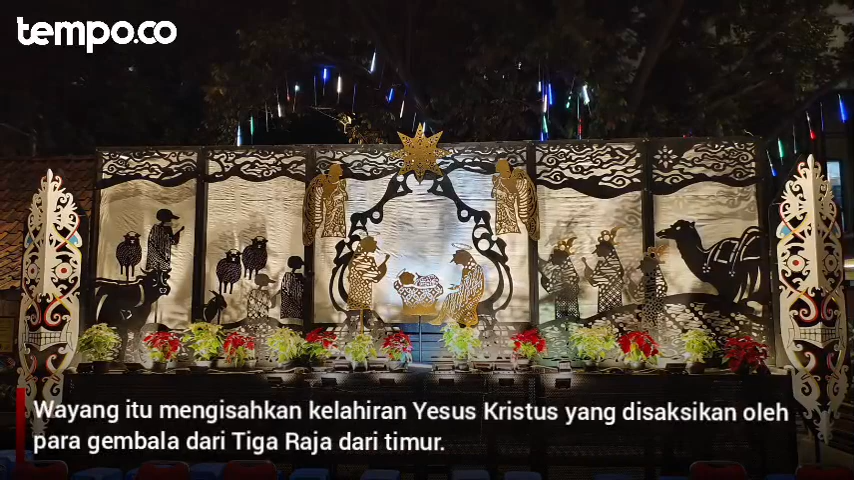 tempo.co
Wayang itu mengisahkan kelahiran Yesus Kristus yang disaksikan oleh
para gembala dari Tiga Raja dari timur.